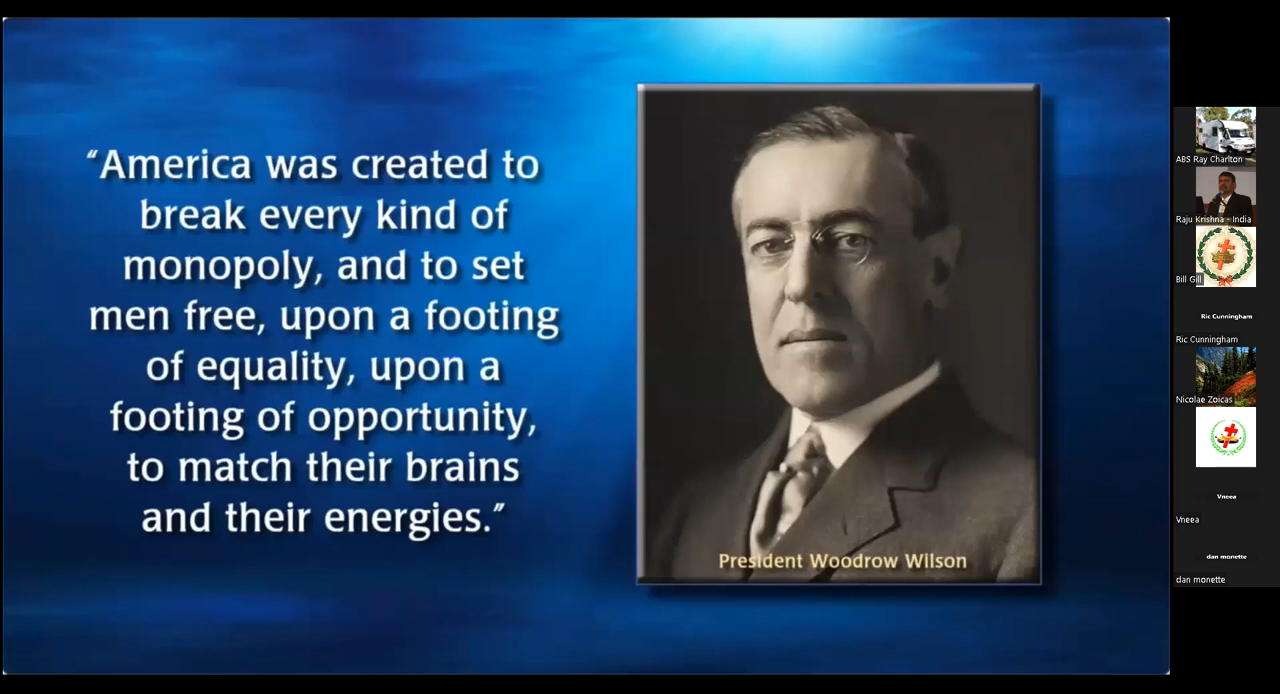 “America was created to
break every kind of
monopoly, and to set
men free, upon a footing
of equality, upon a
footing of opportunity,
to match their brains
and their energies.”
President Woodrow Wilson
ABS Ray Charlton
Raju Krishna - India
Bill Gill
Ric Cunningham
Ric Cunningham
Nicolae Zoicas
Vneea
Vneea
dan monette
dan monette